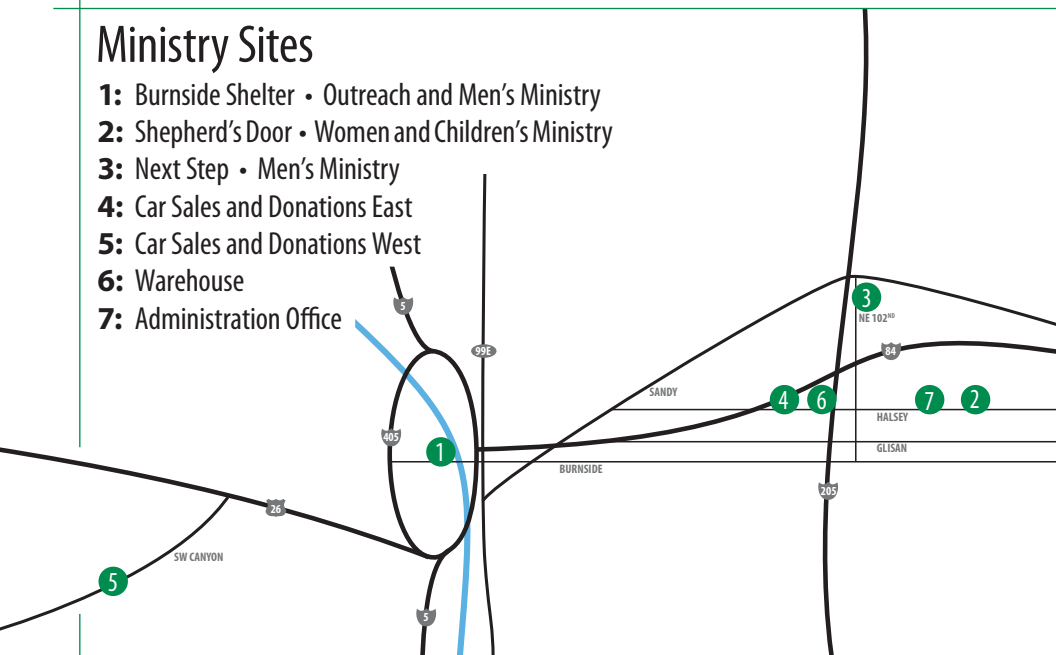 Ministry Sites
1: Burnside Shelter • Outreach and Men's Ministry
2: Shepherd's Door • Women and Children's Ministry
3: Next Step • Men's Ministry
4: Car Sales and Donations East
5: Car Sales and Donations West
6: Warehouse
7: Administration Office
5
3
NE 102ND
99E
84
SANDY
4
6
7
2
HALSEY
405
1
GLISAN
BURNSIDE
205
26
SW CANYON
5
5